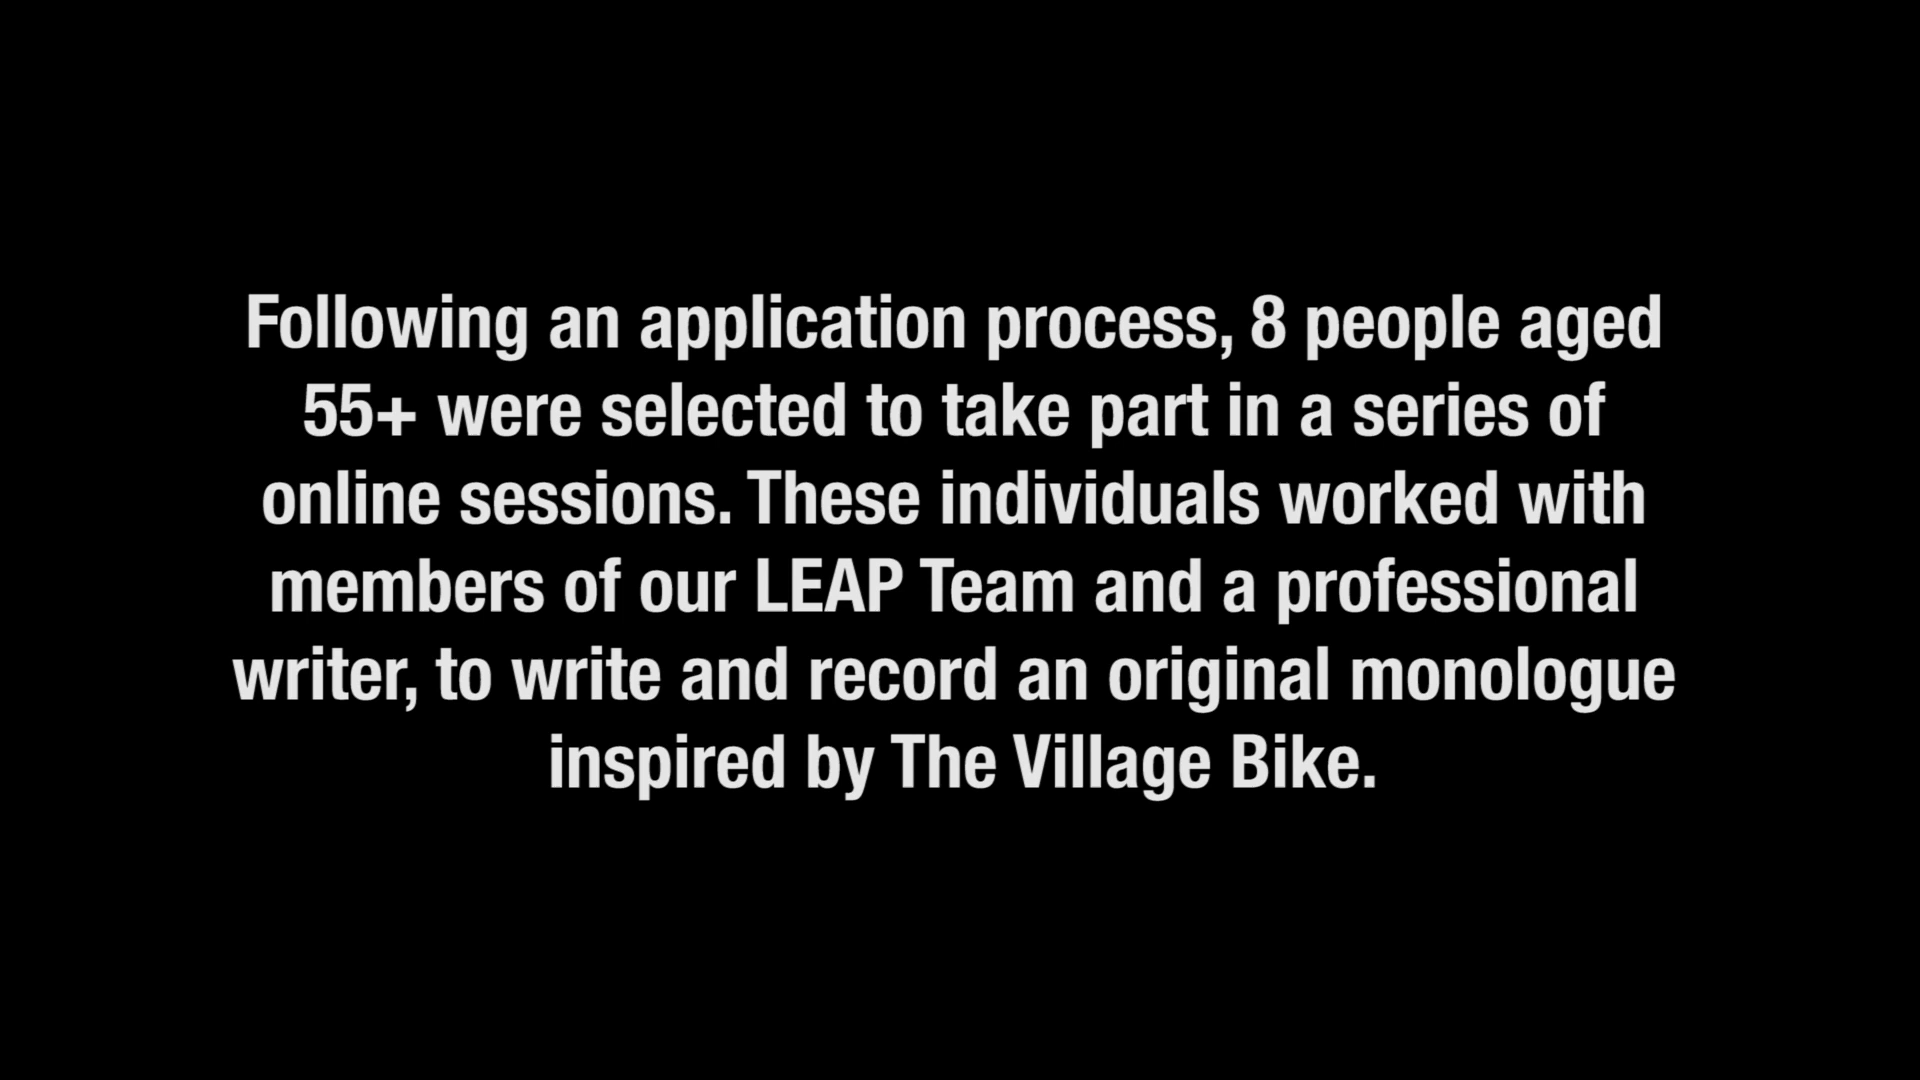 Following an application process, 8 people aged
55+ were selected to take part in a series of
online sessions. These individuals worked with
members of our LEAP Team and a professional
writer, to write and record an original monologue
inspired by The Village Bike.